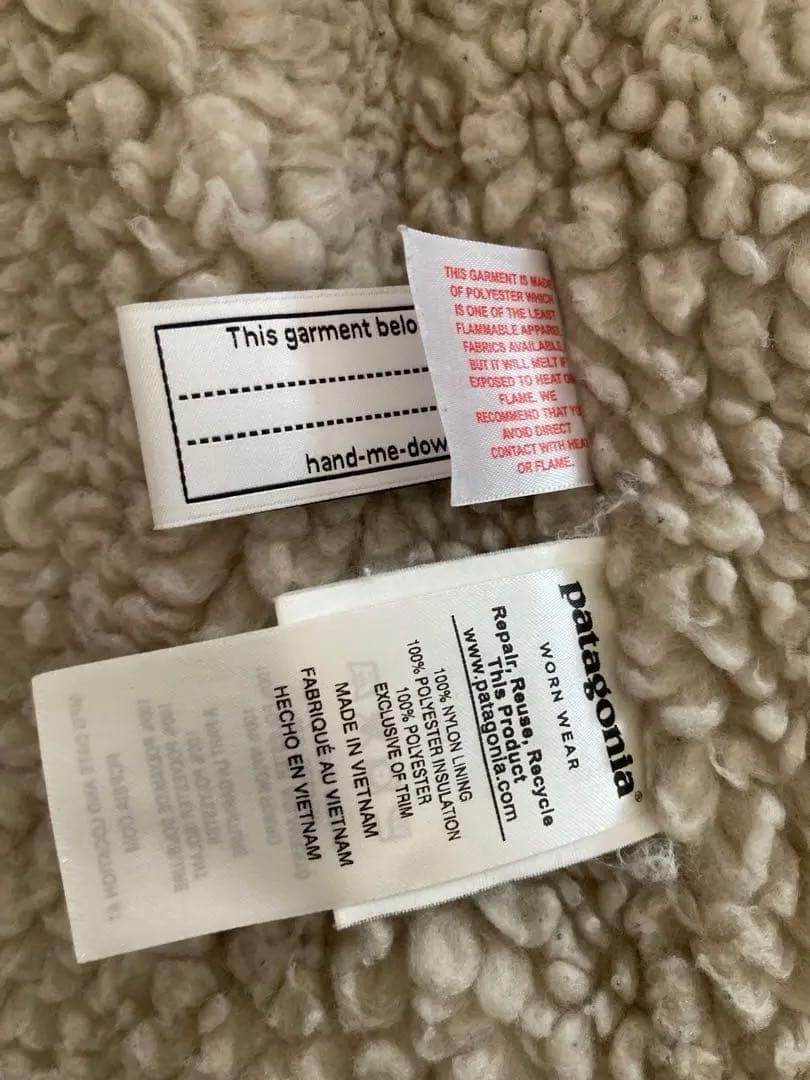 This garment belo
hand-me-dow
THIS GARMENT IS MADE
OF POLYESTER WHICH
IS ONE OF THE LEAST
FLAMMABLE APPAREL
FABRICS AVAILABLE,
BUT IT WILL MELT IF
EXPOSED TO HEAT OR
FLAME. WE
RECOMMEND THAT YOU
AVOID DIRECT
CONTACT WITH HEAT
OR FLAME.
patagonia®
WORN WEAR
Repair, Reuse, Recycle
This Product
www.patagonia.com
100% NYLON LINING
100% POLYESTER INSULATION
100% POLYESTER
EXCLUSIVE OF TRIM
MADE IN VIETNAM
FABRIQUÉ AU VIETNAM
HECHO EN VIETNAM